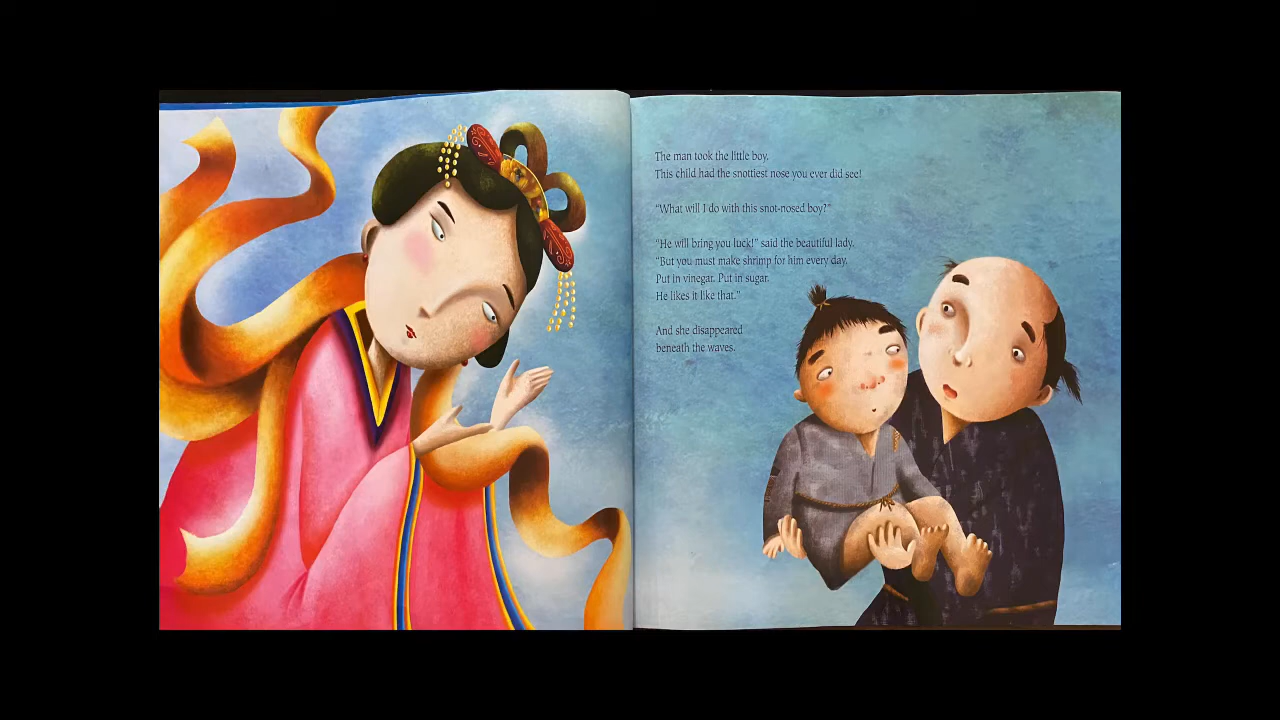 The man took the little boy.
This child had the snottiest nose you ever did see!
"What will I do with this snot-nosed boy?"
"He will bring you luck!" said the beautiful lady.
"But you must make shrimp for him every day.
Put in vinegar. Put in sugar.
He likes it like that."
And she disappeared
beneath the waves.